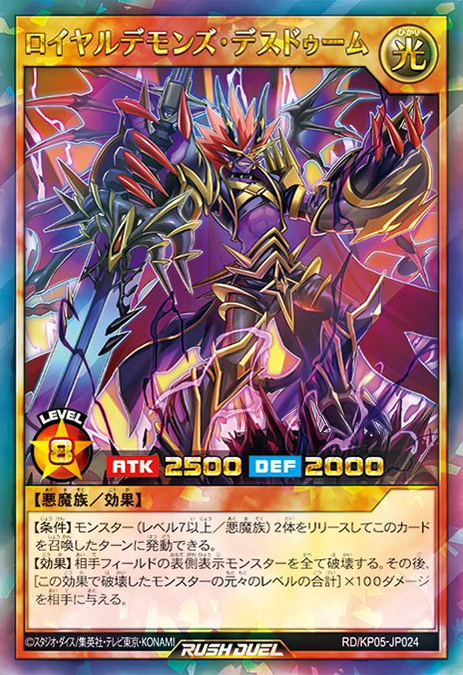 ロイヤルデモンズ・デスドゥーム
光
ひかり
LEVEL
8
ATK 2500 DEF 2000
【悪魔族／効果】
【条件】モンスター（レベル７以上／悪魔族）２体をリリースしてこのカード
を召喚したターンに発動できる。
【効果】相手フィールドの表側表示モンスターを全て破壊する。その後、
［この効果で破壊したモンスターの元々のレベルの合計］×100ダメージ
を相手に与える。
©スタジオ・ダイス/集英社・テレビ東京・KONAMI
RUSH DUEL
RD/KP05-JP024